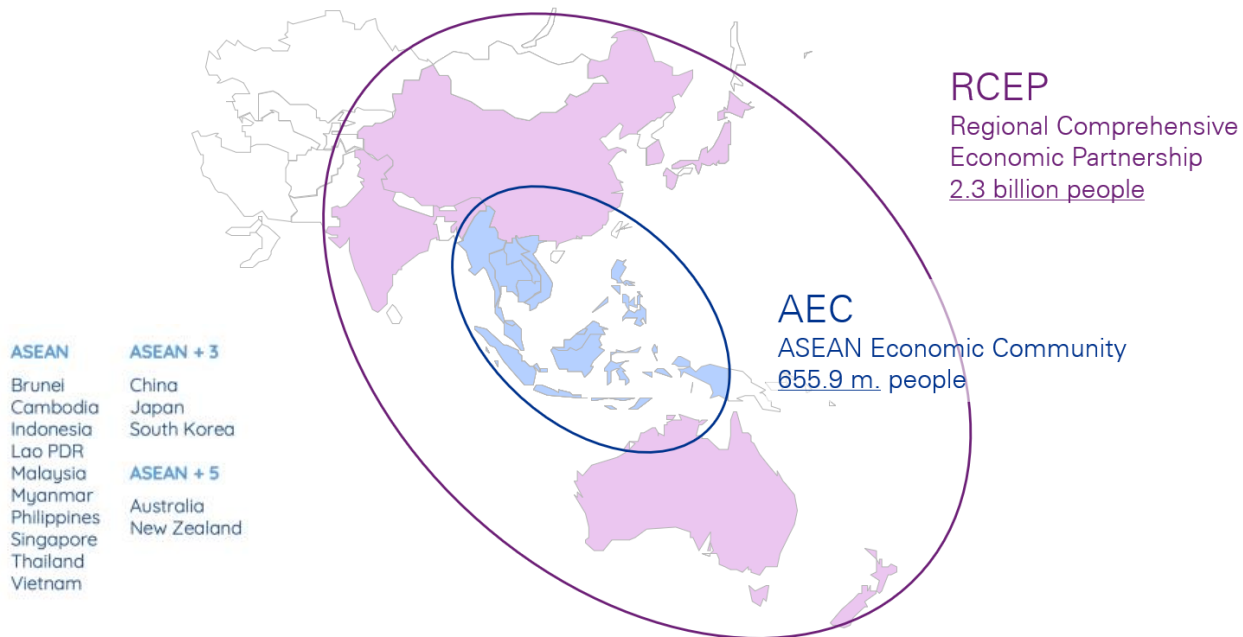 RCEP
Regional Comprehensive
Economic Partnership
2.3 billion people
AEC
ASEAN Economic Community
655.9 m. people
ASEAN
Brunei
Cambodia
Indonesia
Lao PDR
Malaysia
Myanmar
Philippines
Singapore
Thailand
Vietnam
ASEAN + 3
China
Japan
South Korea
ASEAN + 5
Australia
New Zealand